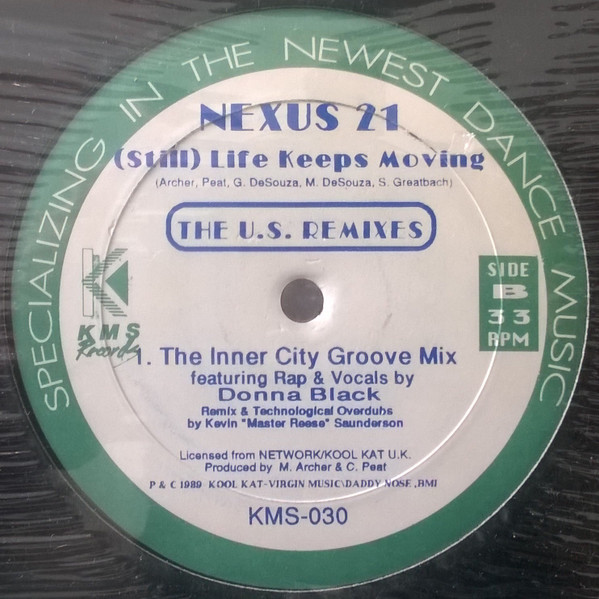 SPECIALIZING IN THE NEWEST DANCE MUSIC
NEXUS 21
(Still) Life Keeps Moving
(Archer, Peat, G. DeSouza, M. DeSouza, S. Greatbach)
THE U.S. REMIXES
K
KMS
Records
SIDE
B
33
RPM
1. The Inner City Groove Mix
featuring Rap & Vocals by
Donna Black
Remix & Technological Overdubs
by Kevin "Master Reese" Saunderson
Licensed from NETWORK/KOOL KAT U.K.
Produced by M. Archer & C. Peat
P & C 1989 KOOL KAT-VIRGIN MUSIC\DADDY NOSE ,BMI
KMS-030